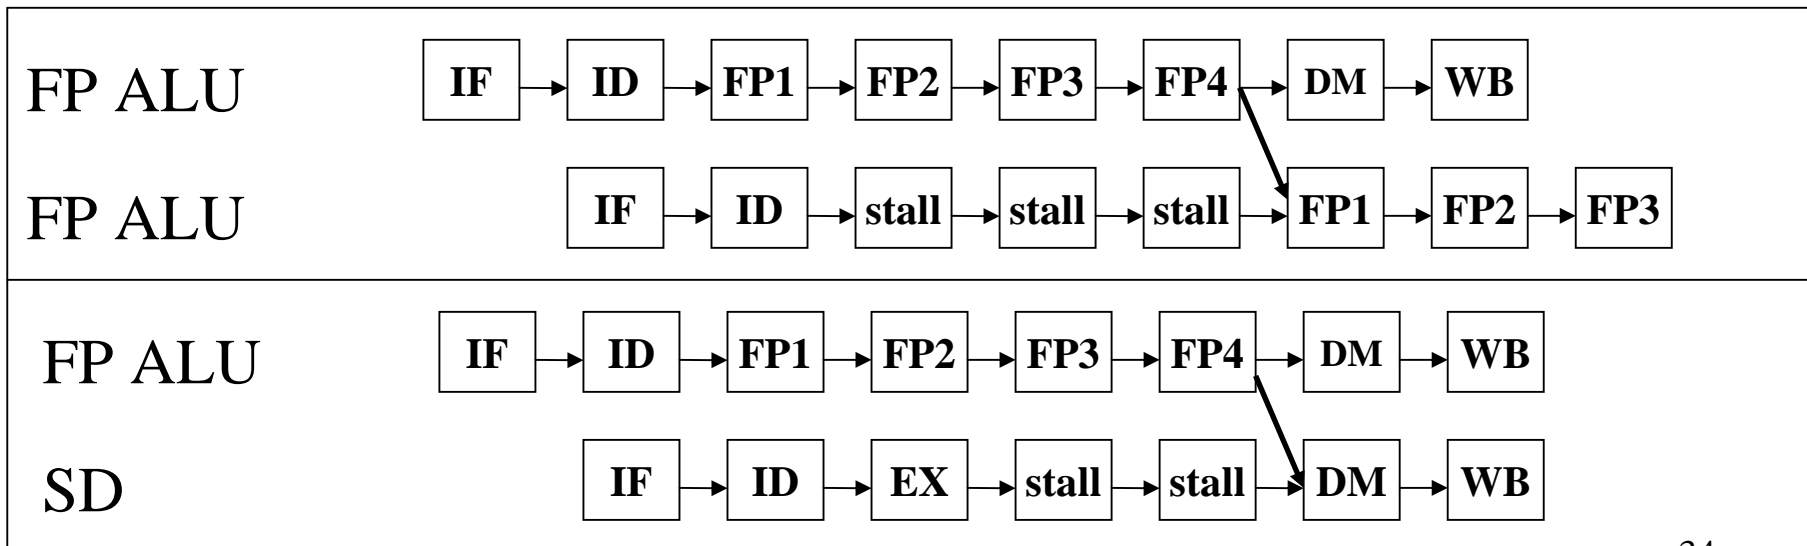 FP ALU IF ID FP1 FP2 FP3 FP4 DM WB
FP ALU IF ID stall stall stall FP1 FP2 FP3
FP ALU IF ID FP1 FP2 FP3 FP4 DM WB
SD IF ID EX stall stall DM WB